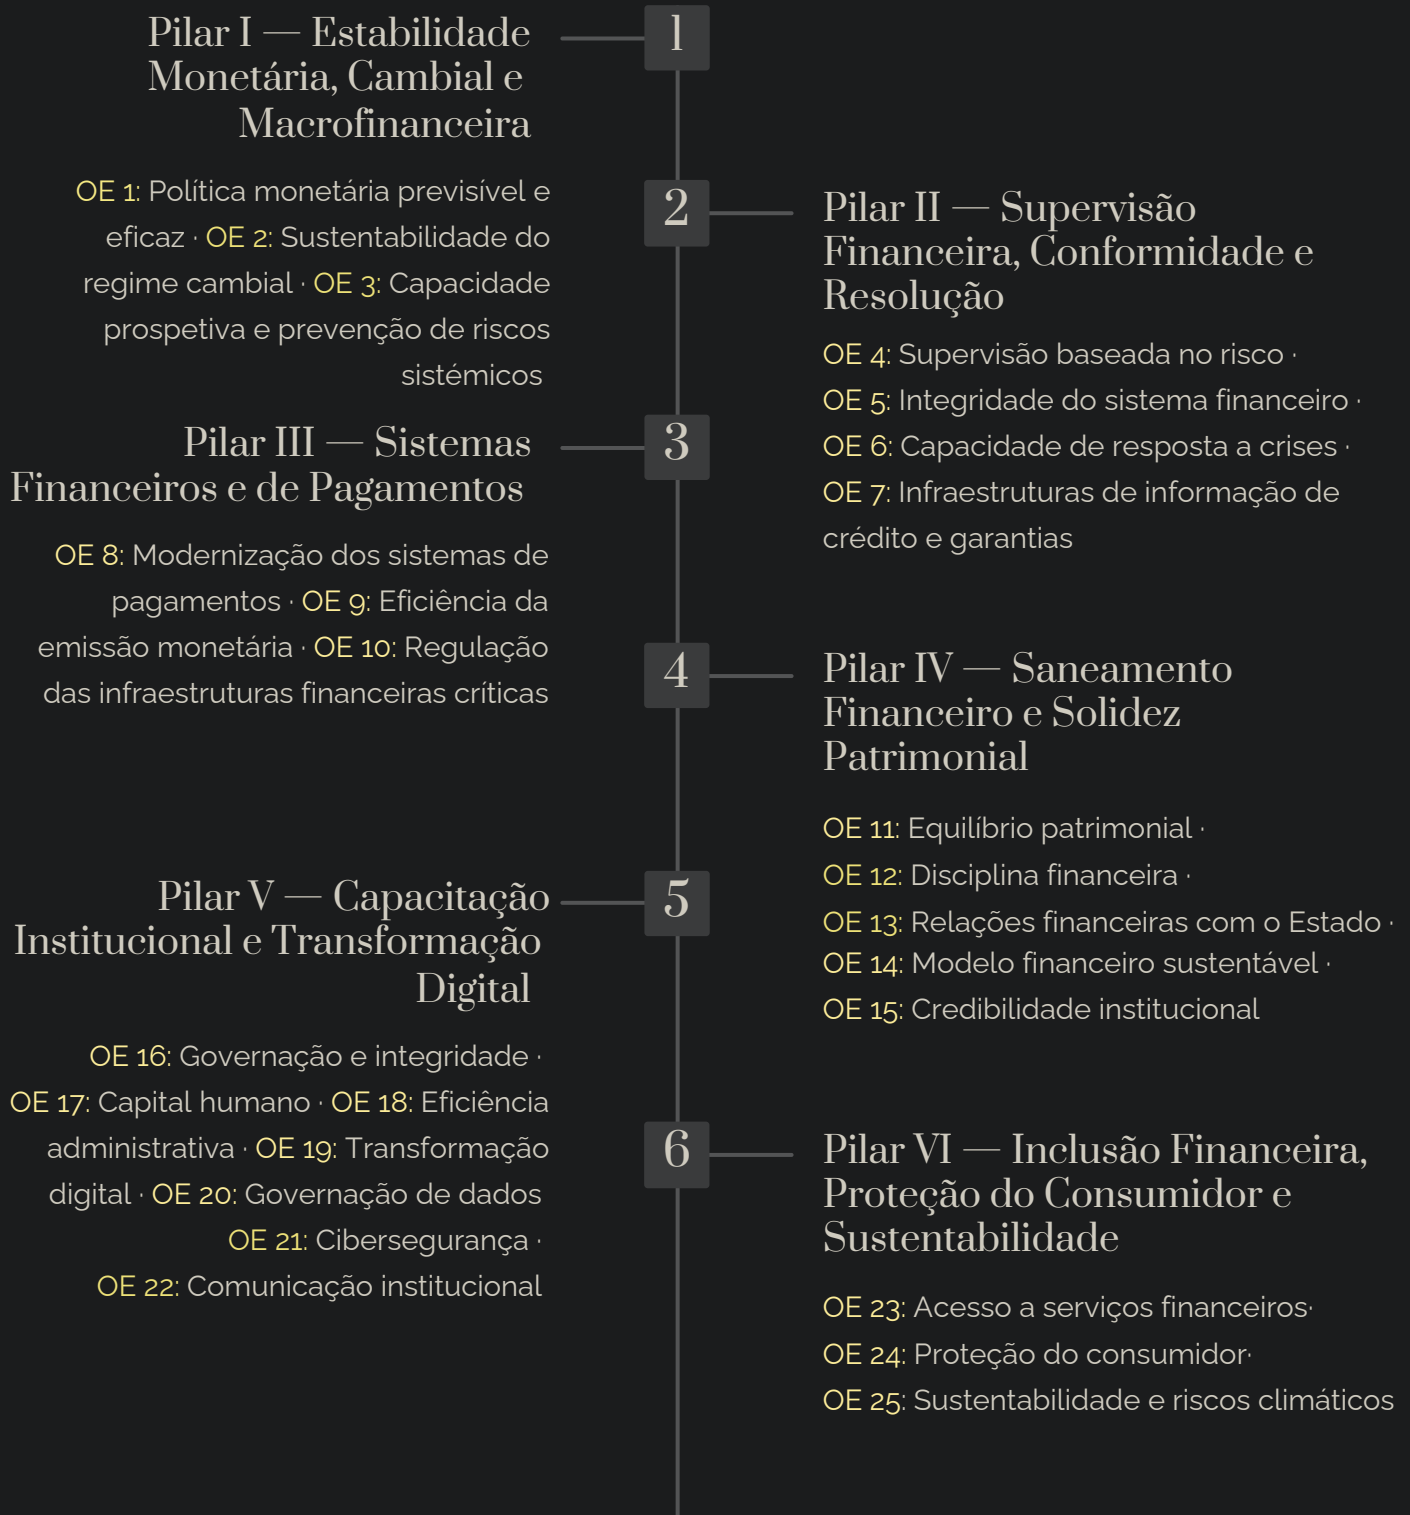 1
Pilar I — Estabilidade
Monetária, Cambial e
Macrofinanceira
OE 1: Política monetária previsível e
eficaz · OE 2: Sustentabilidade do
regime cambial · OE 3: Capacidade
prospetiva e prevenção de riscos
sistémicos
2
Pilar II — Supervisão
Financeira, Conformidade e
Resolução
OE 4: Supervisão baseada no risco ·
OE 5: Integridade do sistema financeiro ·
OE 6: Capacidade de resposta a crises ·
OE 7: Infraestruturas de informação de
crédito e garantias
3
Pilar III — Sistemas
Financeiros e de Pagamentos
OE 8: Modernização dos sistemas de
pagamentos · OE 9: Eficiência da
emissão monetária · OE 10: Regulação
das infraestruturas financeiras críticas
4
Pilar IV — Saneamento
Financeiro e Solidez
Patrimonial
OE 11: Equilíbrio patrimonial ·
OE 12: Disciplina financeira ·
OE 13: Relações financeiras com o Estado ·
OE 14: Modelo financeiro sustentável ·
OE 15: Credibilidade institucional
5
Pilar V — Capacitação
Institucional e Transformação
Digital
OE 16: Governação e integridade ·
OE 17: Capital humano · OE 18: Eficiência
administrativa · OE 19: Transformação
digital · OE 20: Governação de dados
OE 21: Cibersegurança ·
OE 22: Comunicação institucional
6
Pilar VI — Inclusão Financeira,
Proteção do Consumidor e
Sustentabilidade
OE 23: Acesso a serviços financeiros·
OE 24: Proteção do consumidor·
OE 25: Sustentabilidade e riscos climáticos